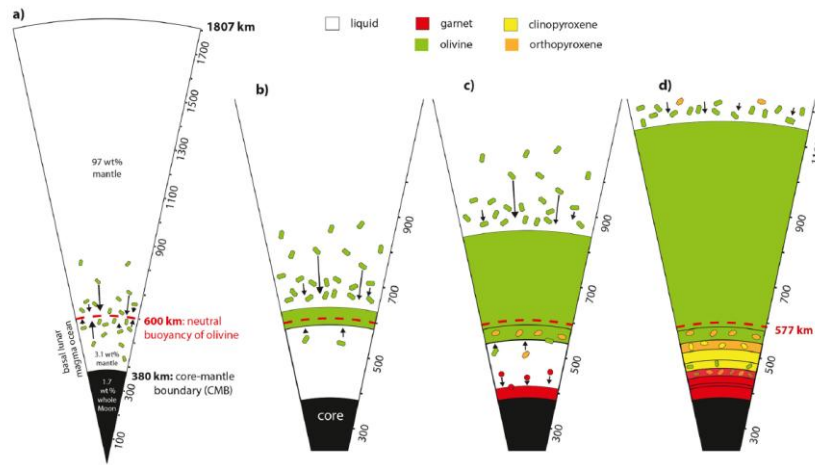 a)
1807 km
liquid
garnet
clinopyroxene
olivine
orthopyroxene
1700
1500
1300
1100
900
97 wt%
mantle
600 km: neutral
buoyancy of olivine
basal lunar
magma ocean
3.1 wt%
mantle
380 km: core-mantle
boundary (CMB)
1.7
wt%
whole
Moon
300
100
b)
900
700
500
core
300
c)
900
700
500
300
d)
900
700
577 km
500
300